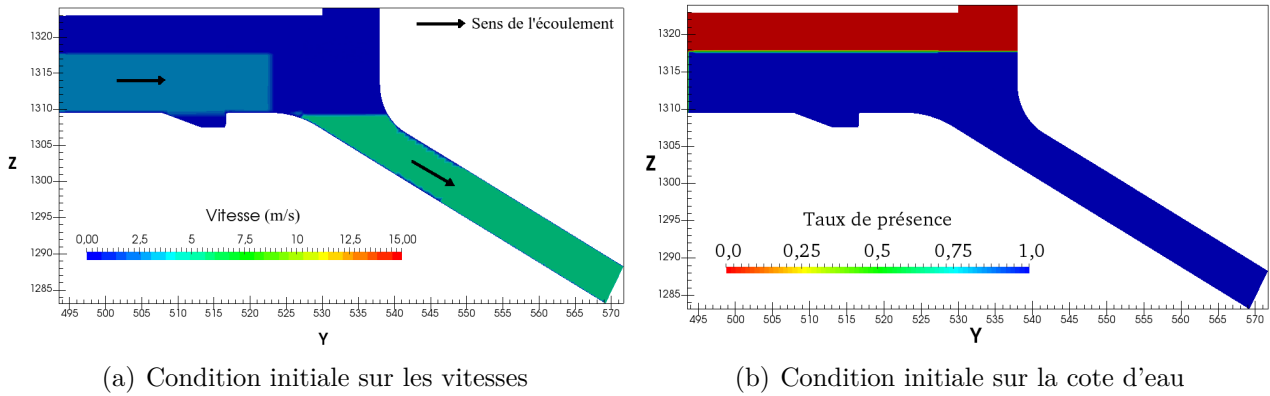 Sens de l'écoulement
1320
1315
1310
1305
1300
1295
1290
1285
Z
Vitesse (m/s)
0,00 2,5 5 7,5 10 12,5 15.00
495 500 505 510 515 520 525 530 535 540 545 550 555 560 565 570
Y
(a) Condition initiale sur les vitesses
1320
1315
1310
1305
1300
1295
1290
1285
Z
Taux de présence
0,0 0,25 0,5 0,75 1,0
495 500 505 510 515 520 525 530 535 540 545 550 555 560 565 570
Y
(b) Condition initiale sur la cote d'eau